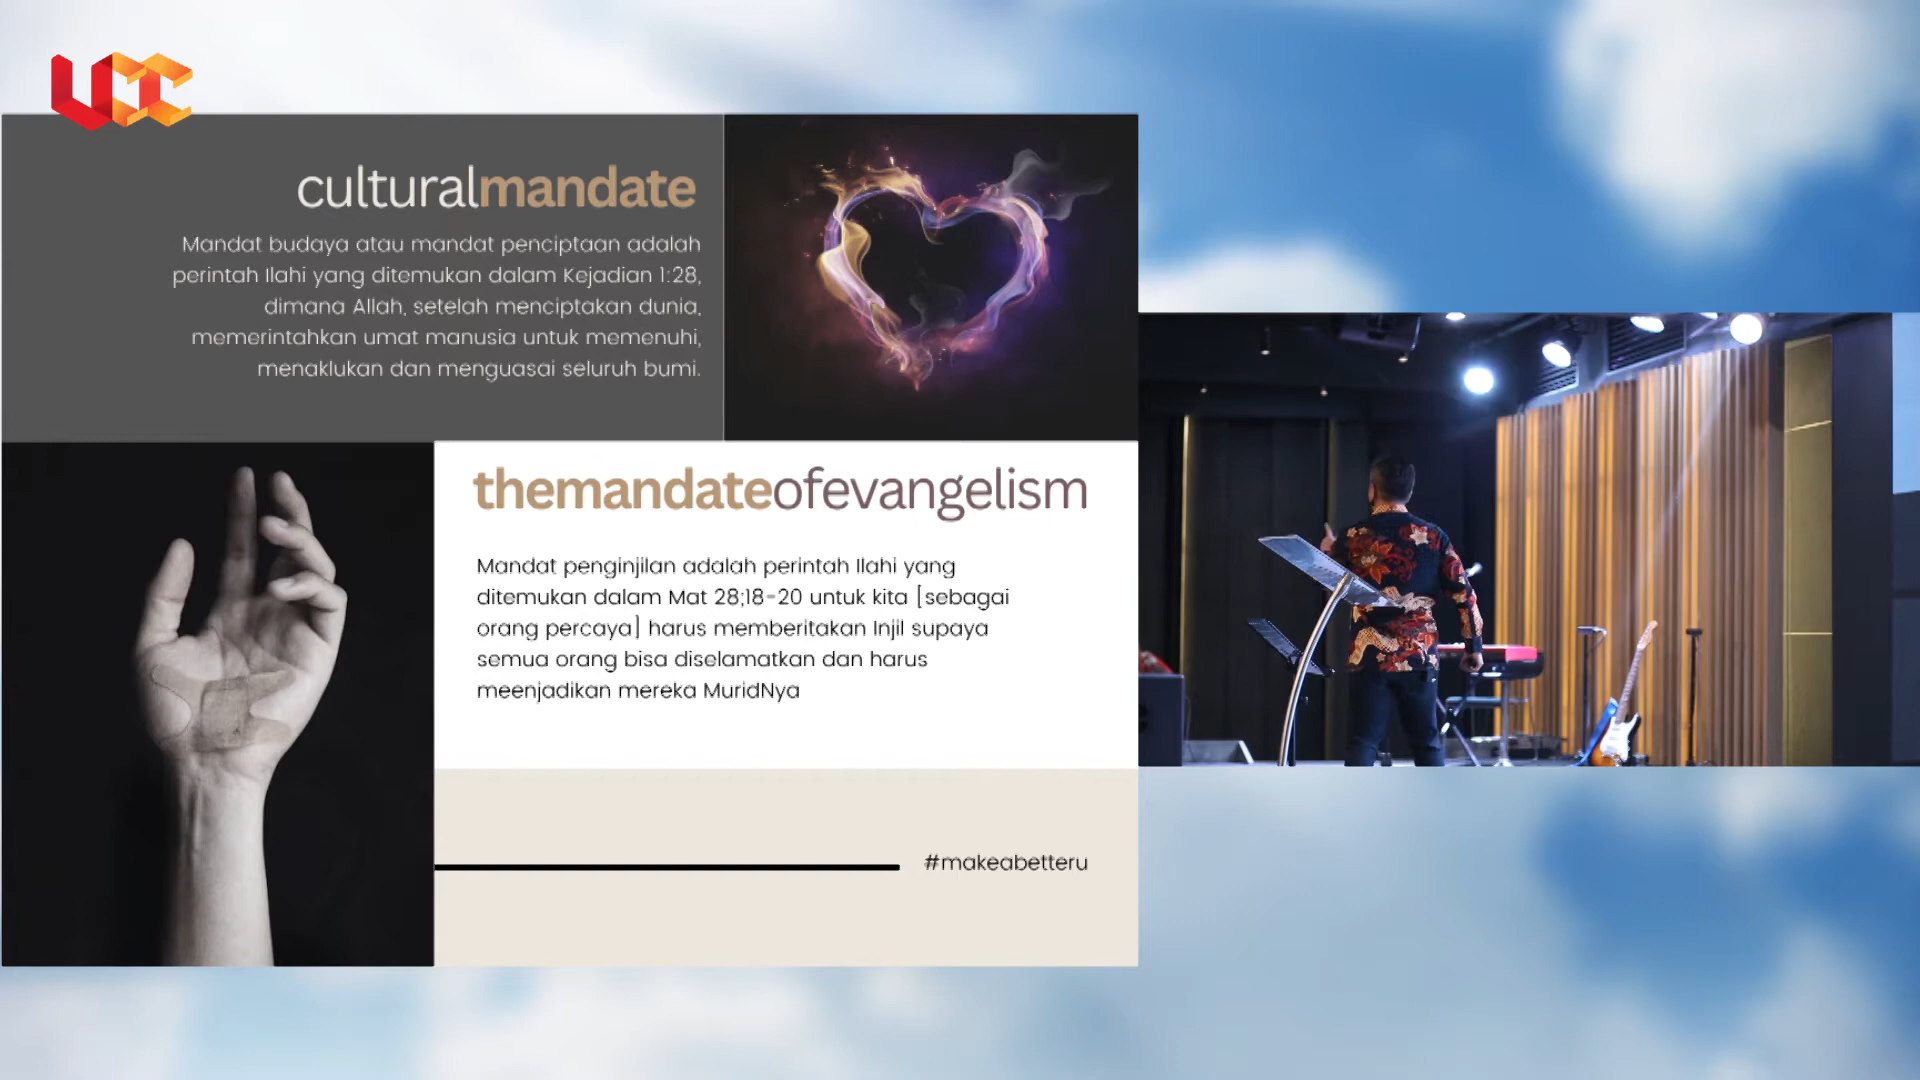 UCC
culturalmandate
Mandat budaya atau mandat penciptaan adalah
perintah Ilahi yang ditemukan dalam Kejadian 1:28,
dimana Allah, setelah menciptakan dunia,
memerintahkan umat manusia untuk memenuhi,
menaklukan dan menguasai seluruh bumi.
themandateofevangelism
Mandat penginjilan adalah perintah Ilahi yang
ditemukan dalam Mat 28;18-20 untuk kita [sebagai
orang percaya] harus memberitakan Injil supaya
semua orang bisa diselamatkan dan harus
meenjadikan mereka MuridNya
#makeabetteru